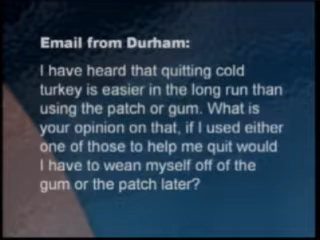 Email from Durham:
I have heard that quitting cold
turkey is easier in the long run than
using the patch or gum. What is
your opinion on that, if I used either
one of those to help me quit would
I have to wean myself off of the
gum or the patch later?